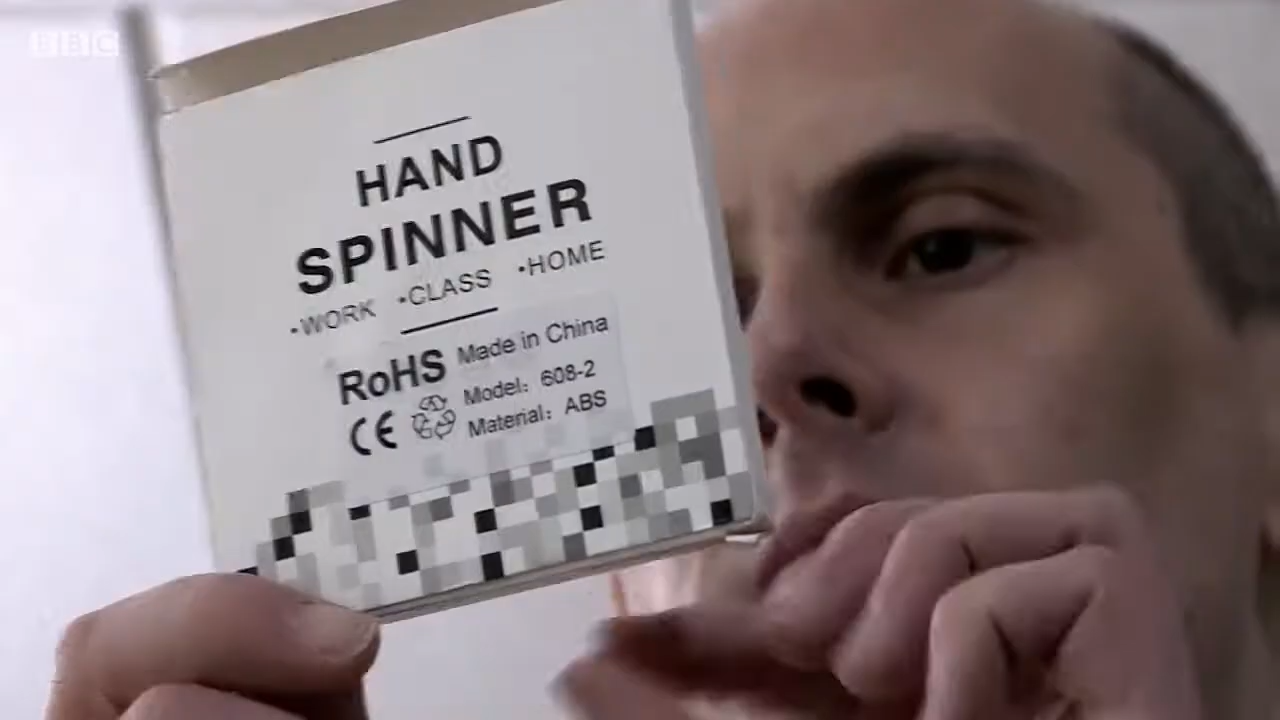 BBC
HAND
SPINNER
•WORK •CLASS •HOME
RoHS Made in China
CE Model: 608-2
Material: ABS